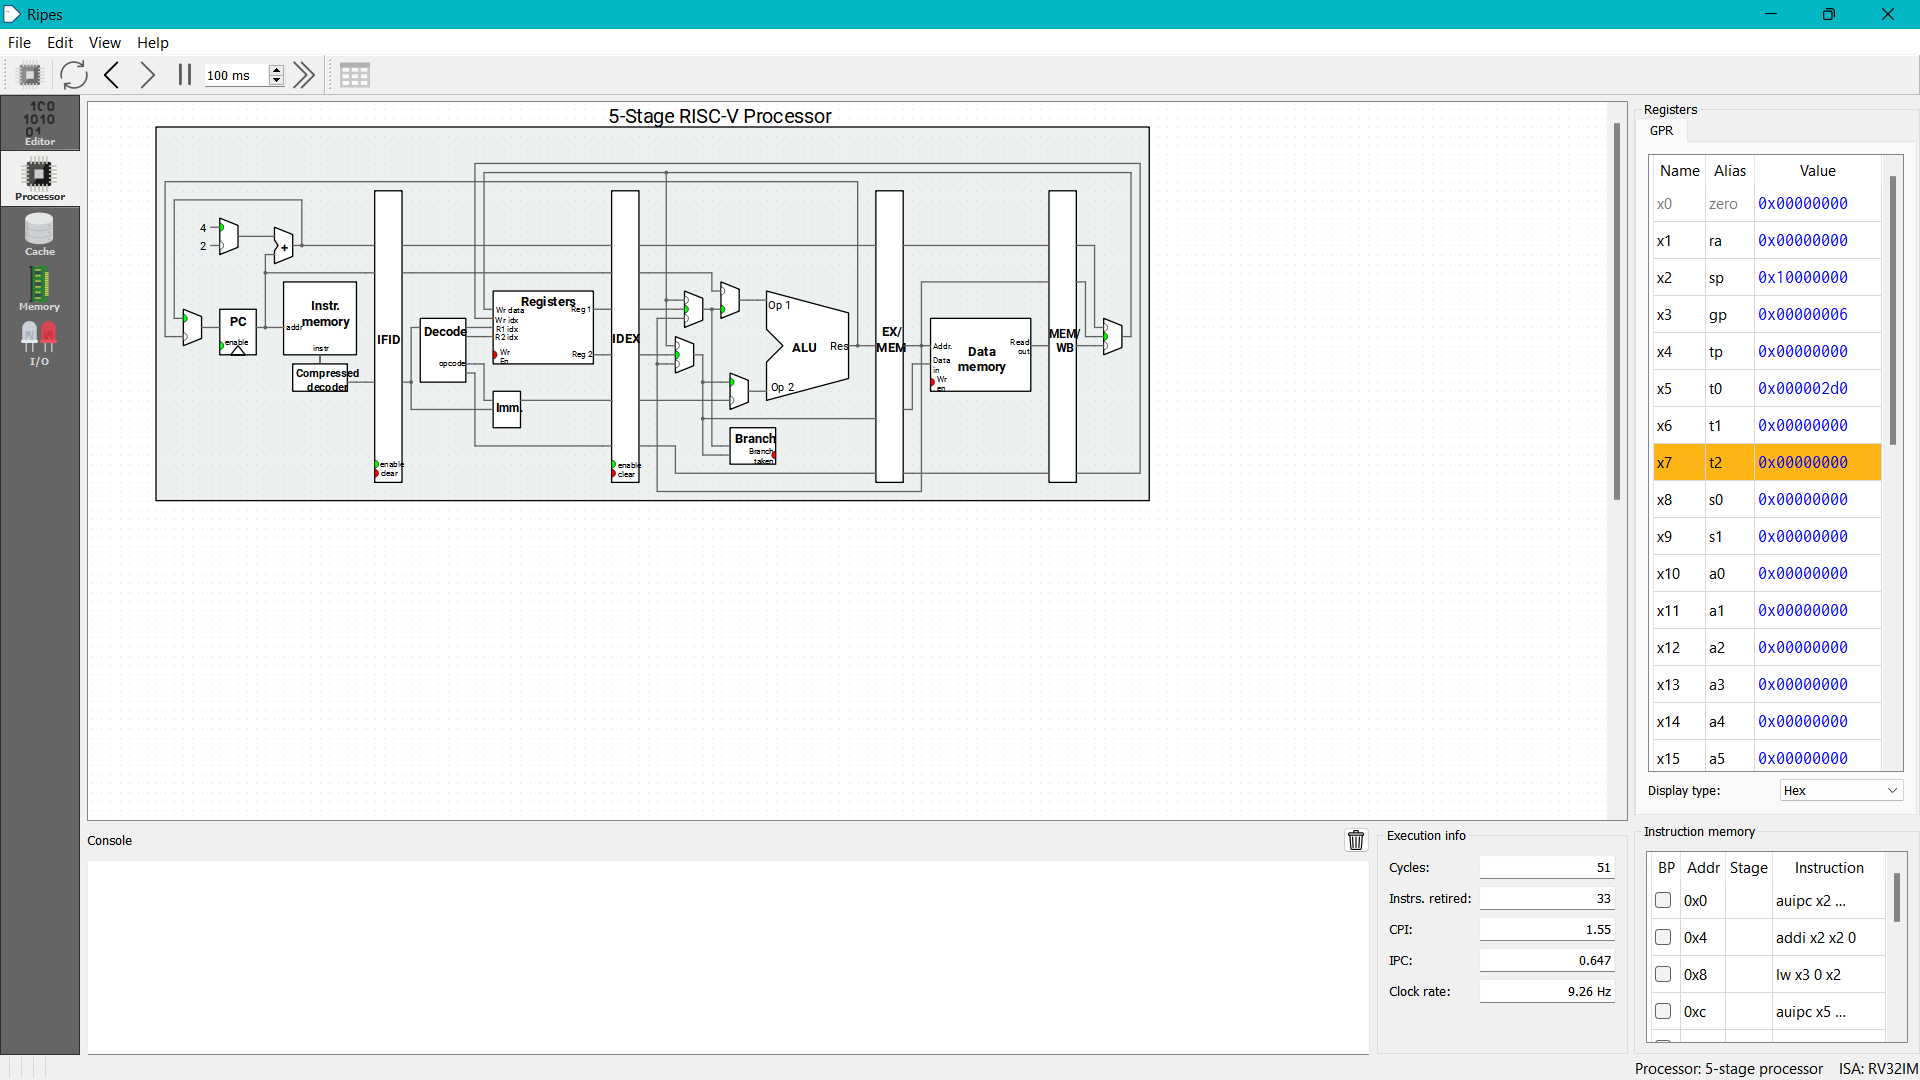 Ripes
File Edit View Help
100 ms
100
1010
01
Editor
Processor
Cache
Memory
I/O
5-Stage RISC-V Processor
4
2
+
PC
enable
Instr.
memory
addr
instr
Compressed
decoder
IFID
enable
clear
Decode
opcode
Registers
Wr data
Wr idx
R1 idx
R2 idx
Wr
En
Reg 1
Reg 2
Imm.
IDEX
enable
clear
Op 1
ALU
Res
Op 2
Branch
Branch
taken
EX/
MEM
Addr.
Data
in
Wr
en
Data
memory
Read
out
MEM/
WB
Registers
GPR
Name Alias Value
x0 zero 0x00000000
x1 ra 0x00000000
x2 sp 0x10000000
x3 gp 0x00000006
x4 tp 0x00000000
x5 t0 0x000002d0
x6 t1 0x00000000
x7 t2 0x00000000
x8 s0 0x00000000
x9 s1 0x00000000
x10 a0 0x00000000
x11 a1 0x00000000
x12 a2 0x00000000
x13 a3 0x00000000
x14 a4 0x00000000
x15 a5 0x00000000
Display type: Hex
Console
Execution info
Cycles: 51
Instrs. retired: 33
CPI: 1.55
IPC: 0.647
Clock rate: 9.26 Hz
Instruction memory
BP Addr Stage Instruction
0x0 auipc x2 ...
0x4 addi x2 x2 0
0x8 lw x3 0 x2
0xc auipc x5 ...
Processor: 5-stage processor ISA: RV32IM